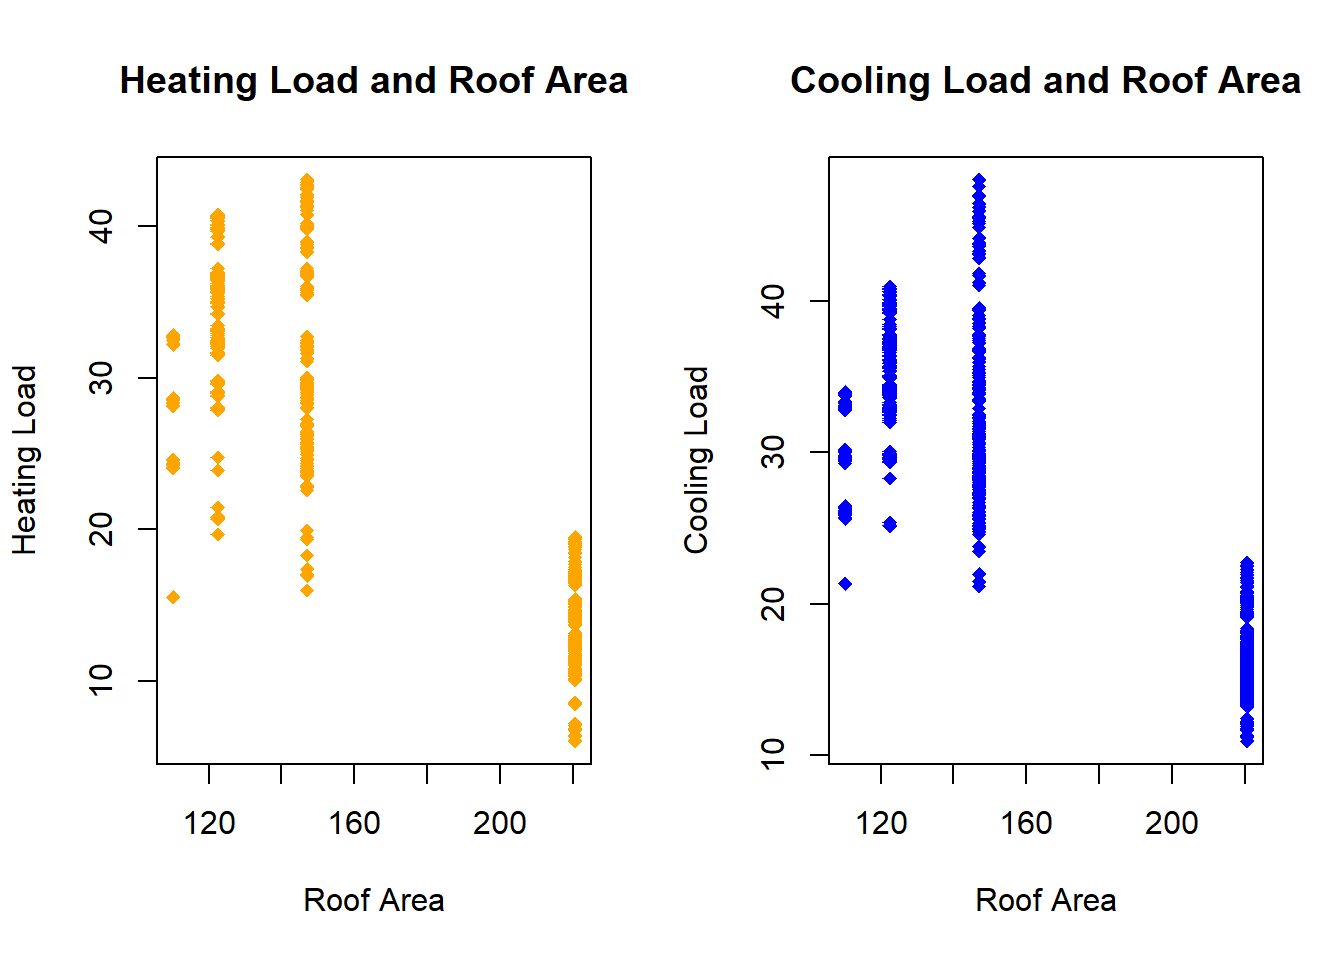 Heating Load and Roof Area
Heating Load
40
30
20
10
120 160 200
Roof Area
Cooling Load and Roof Area
Cooling Load
40
30
20
10
120 160 200
Roof Area